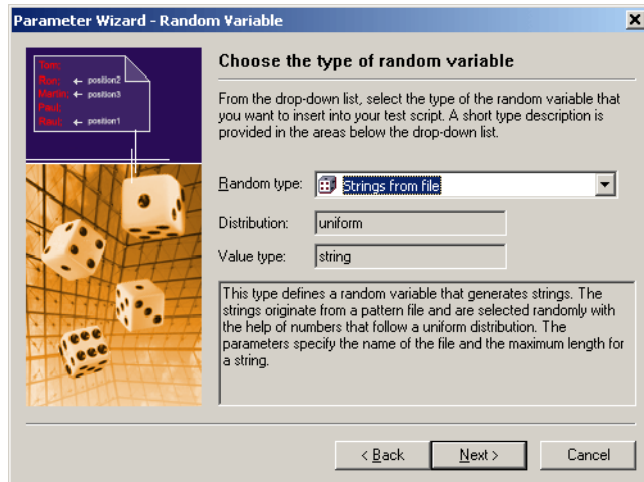 Parameter Wizard - Random Variable
Tom;
Ron; position2
Martin; position3
Paul;
Raul; position1
Choose the type of random variable
From the drop-down list, select the type of the random variable that
you want to insert into your test script. A short type description is
provided in the areas below the drop-down list.
Random type: Strings from file
Distribution: uniform
Value type: string
This type defines a random variable that generates strings. The
strings originate from a pattern file and are selected randomly with
the help of numbers that follow a uniform distribution. The
parameters specify the name of the file and the maximum length for
a string.
< Back Next > Cancel